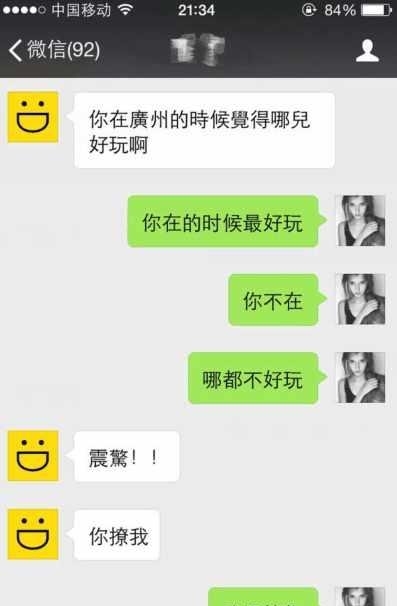 中国移动 21:34 84%
微信(92)
你在廣州的時候覺得哪兒
好玩啊
你在的时候最好玩
你不在
哪都不好玩
震驚！！
你撩我